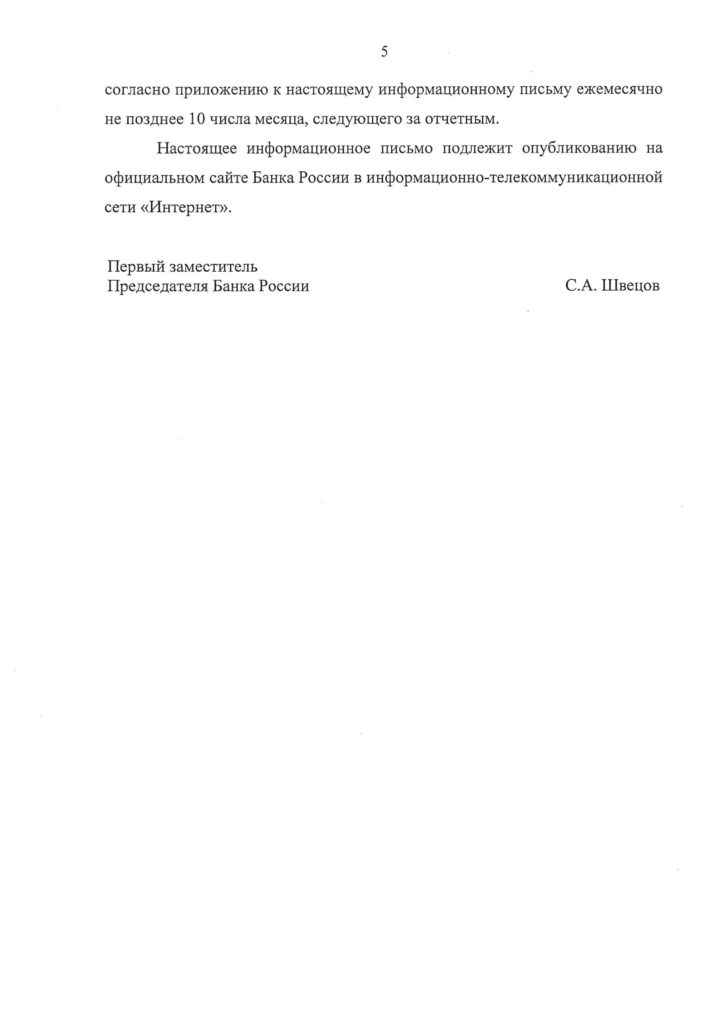 5
согласно приложению к настоящему информационному письму ежемесячно
не позднее 10 числа месяца, следующего за отчетным.
Настоящее информационное письмо подлежит опубликованию на
официальном сайте Банка России в информационно-телекоммуникационной
сети «Интернет».
Первый заместитель
Председателя Банка России
С.А. Швецов